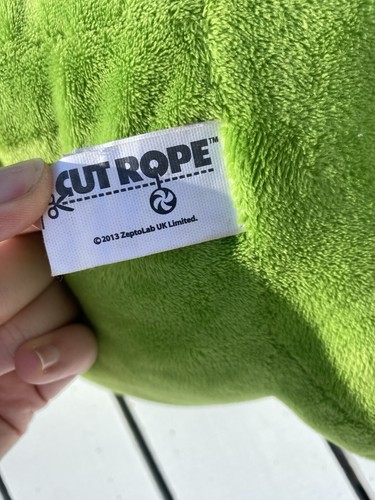 CUT ROPE™
©2013 ZeptoLab UK Limited.